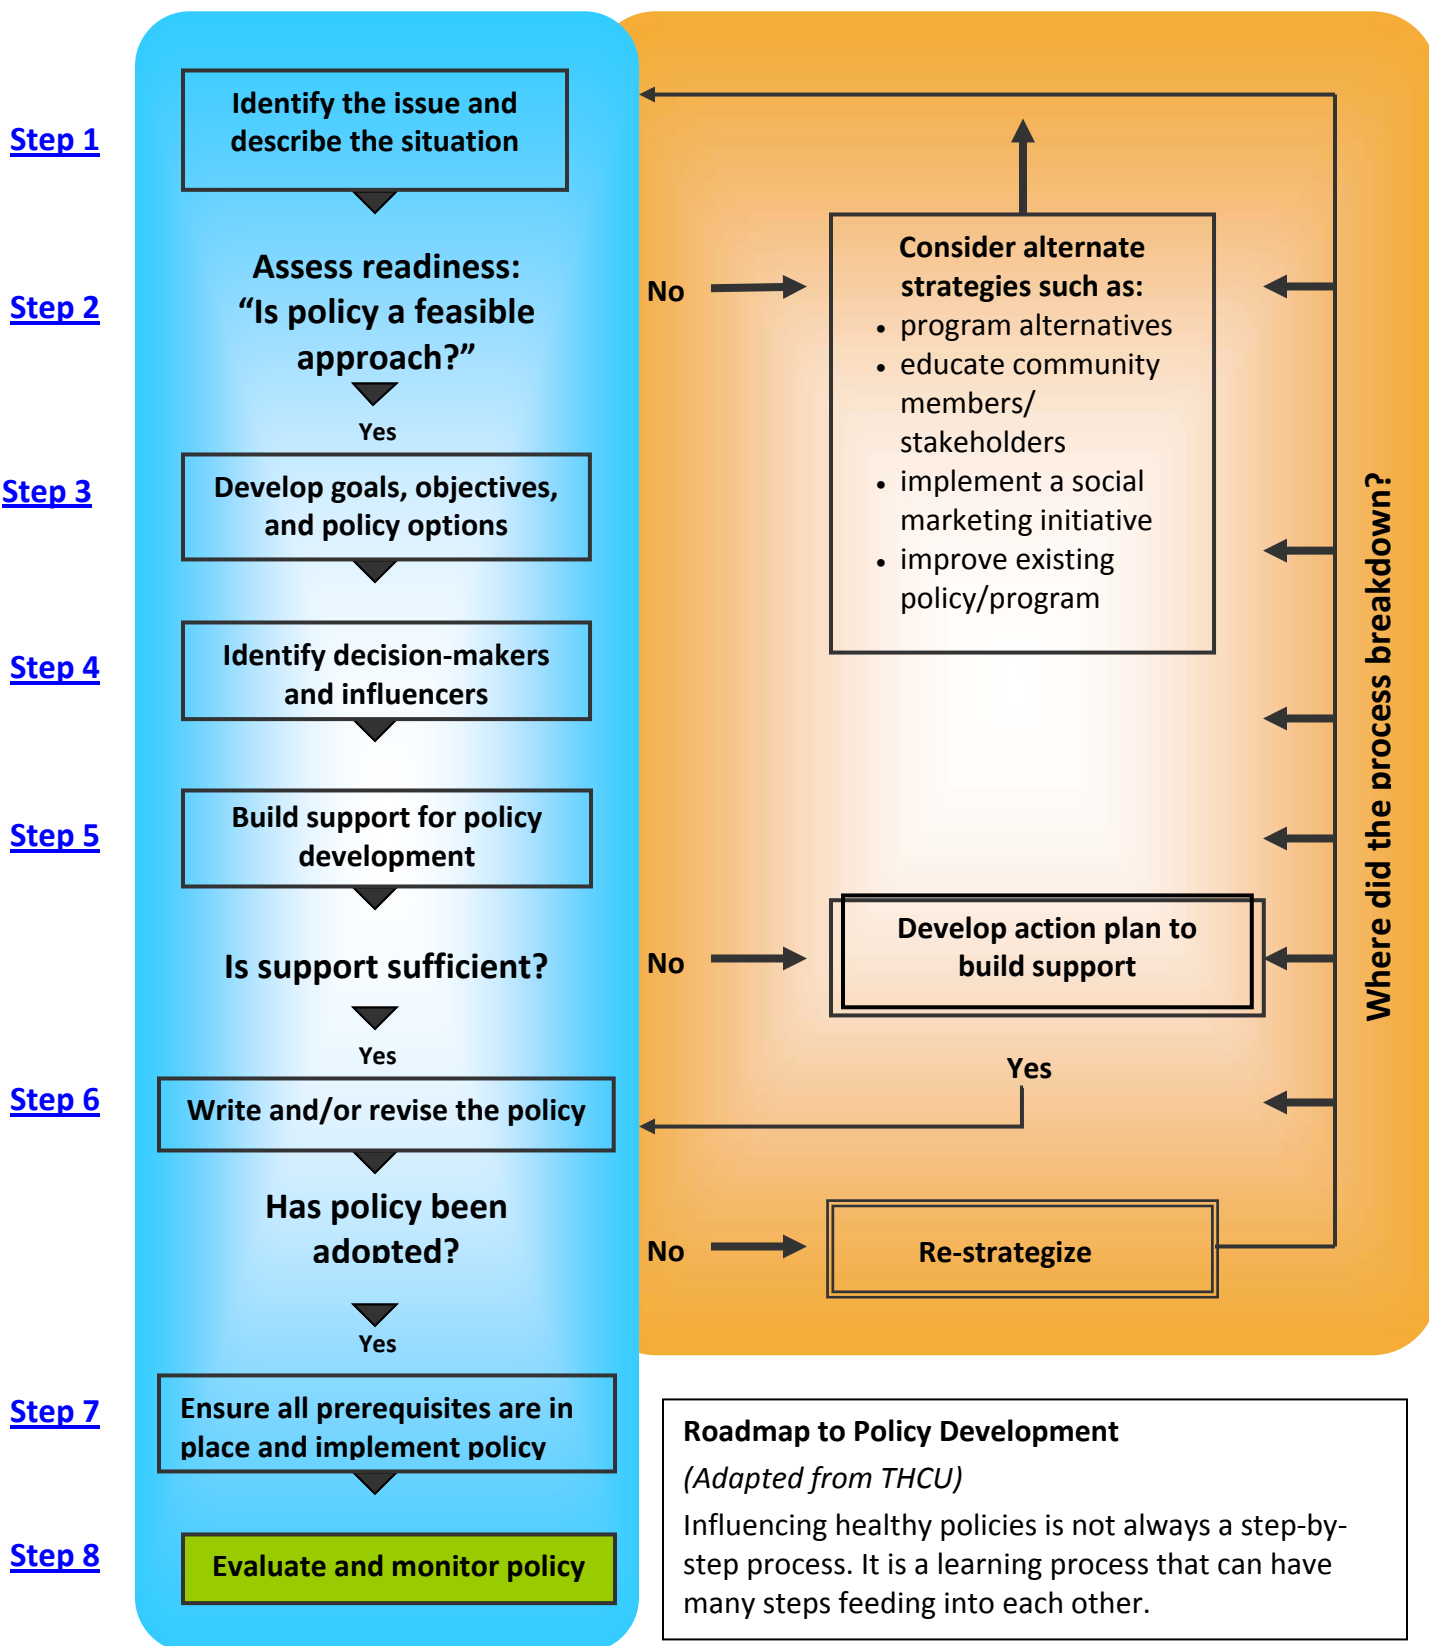 Step 1
Identify the issue and
describe the situation
Step 2
Assess readiness:
“Is policy a feasible
approach?”
No
Consider alternate
strategies such as:
• program alternatives
• educate community
members/
stakeholders
• implement a social
marketing initiative
• improve existing
policy/program
Yes
Step 3
Develop goals, objectives,
and policy options
Step 4
Identify decision-makers
and influencers
Step 5
Build support for policy
development
Is support sufficient?
No
Develop action plan to
build support
Yes
Yes
Step 6
Write and/or revise the policy
Has policy been
adopted?
No
Re-strategize
Where did the process breakdown?
Yes
Step 7
Ensure all prerequisites are in
place and implement policy
Step 8
Evaluate and monitor policy
Roadmap to Policy Development
(Adapted from THCU)
Influencing healthy policies is not always a step-by-
step process. It is a learning process that can have
many steps feeding into each other.